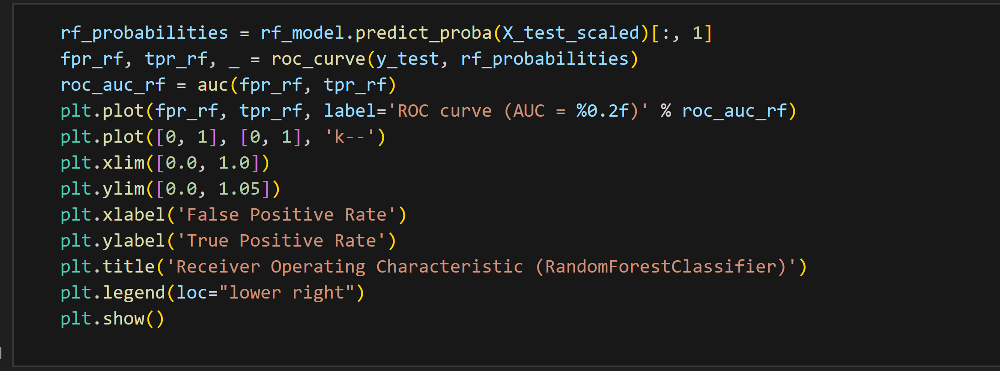 rf_probabilities = rf_model.predict_proba(X_test_scaled)[:, 1]
fpr_rf, tpr_rf, _ = roc_curve(y_test, rf_probabilities)
roc_auc_rf = auc(fpr_rf, tpr_rf)
plt.plot(fpr_rf, tpr_rf, label='ROC curve (AUC = %0.2f)' % roc_auc_rf)
plt.plot([0, 1], [0, 1], 'k--')
plt.xlim([0.0, 1.0])
plt.ylim([0.0, 1.05])
plt.xlabel('False Positive Rate')
plt.ylabel('True Positive Rate')
plt.title('Receiver Operating Characteristic (RandomForestClassifier)')
plt.legend(loc="lower right")
plt.show()